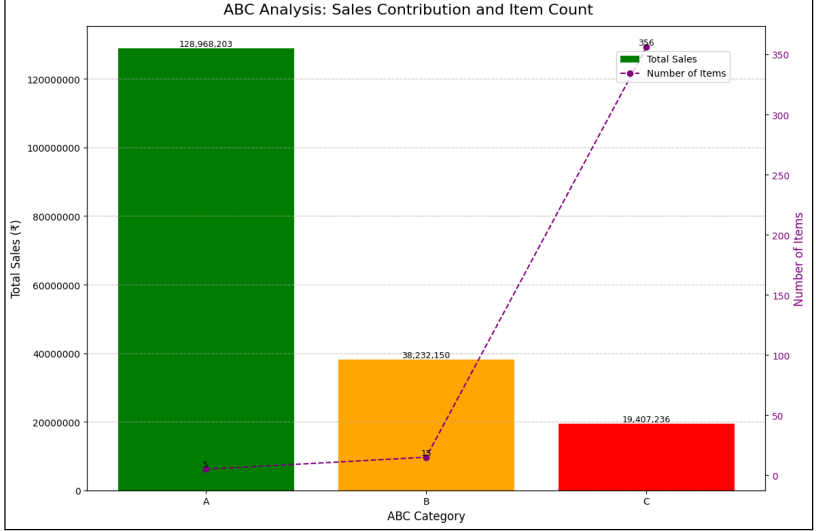 ABC Analysis: Sales Contribution and Item Count
128,968,203
356
Total Sales
Number of Items
120000000
100000000
80000000
60000000
40000000
20000000
0
Total Sales (₹)
38,232,150
19,407,236
5
15
350
300
250
200
150
100
50
0
Number of Items
A
B
C
ABC Category